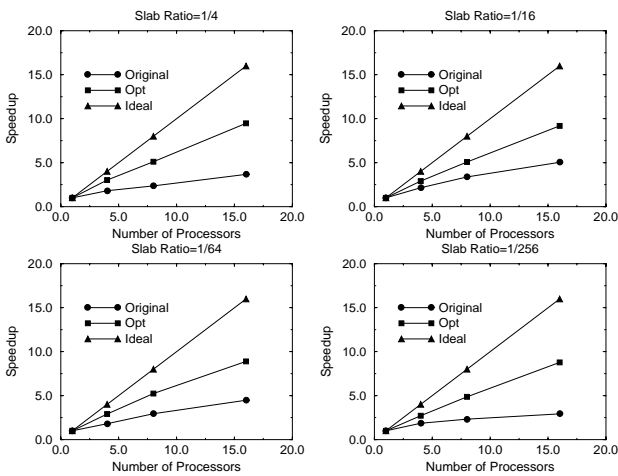 Slab Ratio=1/4
20.0
15.0
10.0
5.0
0.0
Speedup
Original
Opt
Ideal
0.0 5.0 10.0 15.0 20.0
Number of Processors
Slab Ratio=1/16
20.0
15.0
10.0
5.0
0.0
Speedup
Original
Opt
Ideal
0.0 5.0 10.0 15.0 20.0
Number of Processors
Slab Ratio=1/64
20.0
15.0
10.0
5.0
0.0
Speedup
Original
Opt
Ideal
0.0 5.0 10.0 15.0 20.0
Number of Processors
Slab Ratio=1/256
20.0
15.0
10.0
5.0
0.0
Speedup
Original
Opt
Ideal
0.0 5.0 10.0 15.0 20.0
Number of Processors